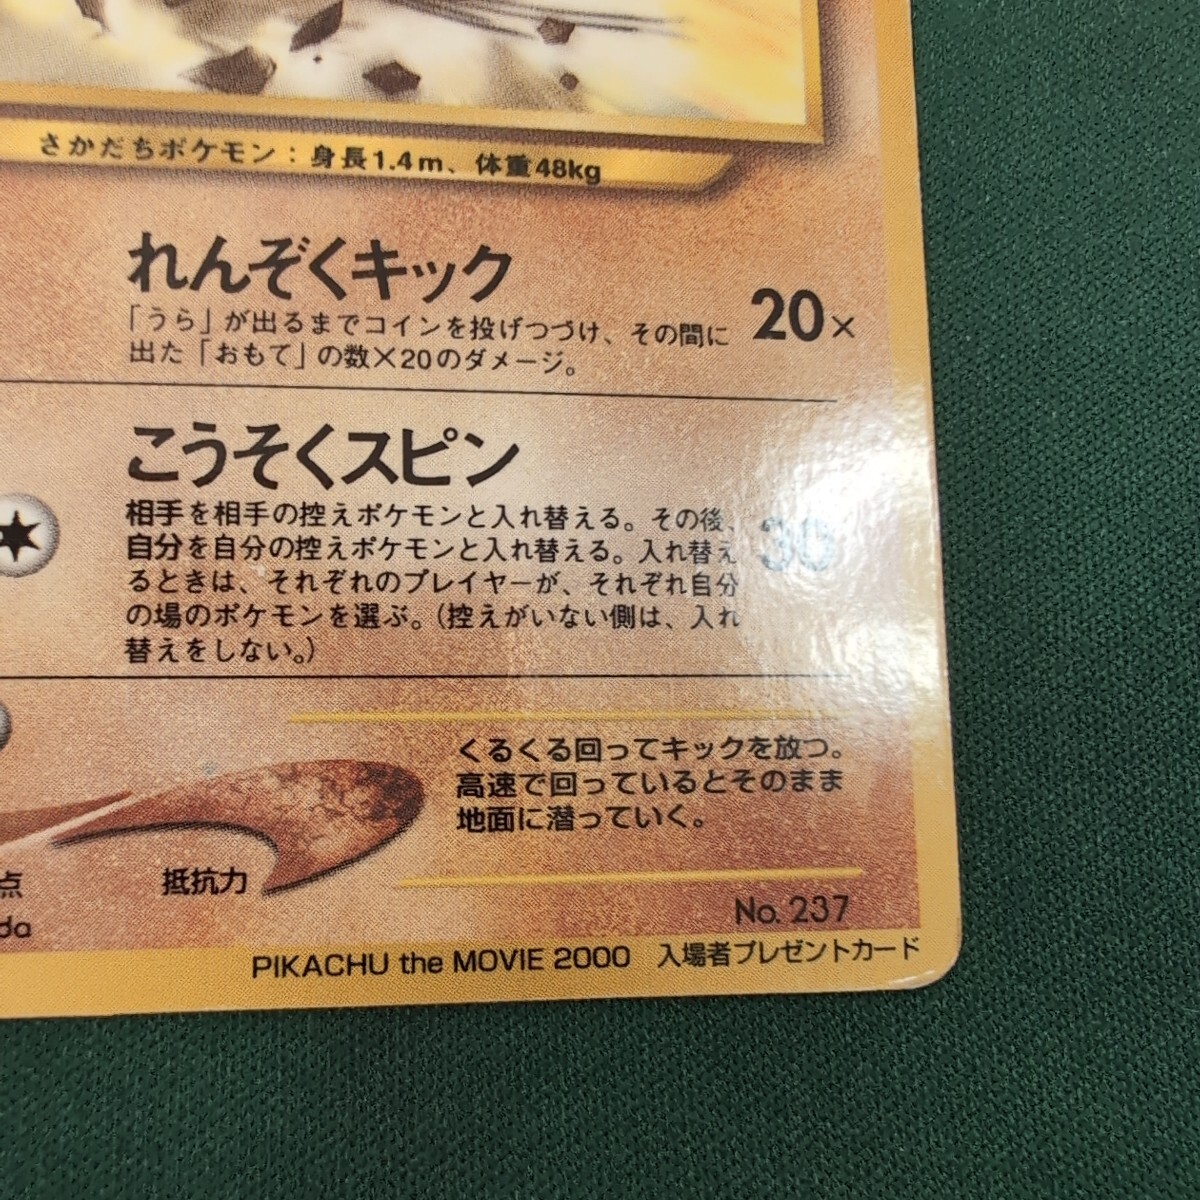 さかだちポケモン：身長1.4m、体重48kg
れんぞくキック
「うら」が出るまでコインを投げつづけ、その間に
出た「おもて」の数×20のダメージ。
20×
こうそくスピン
相手を相手の控えポケモンと入れ替える。その後、
自分を自分の控えポケモンと入れ替える。入れ替え
るときは、それぞれのプレイヤーが、それぞれ自分
の場のポケモンを選ぶ。（控えがいない側は、入れ
替えをしない。）
30
くるくる回ってキックを放つ。
高速で回っているとそのまま
地面に潜っていく。
点
抵抗力
da
No. 237
PIKACHU the MOVIE 2000 入場者プレゼントカード